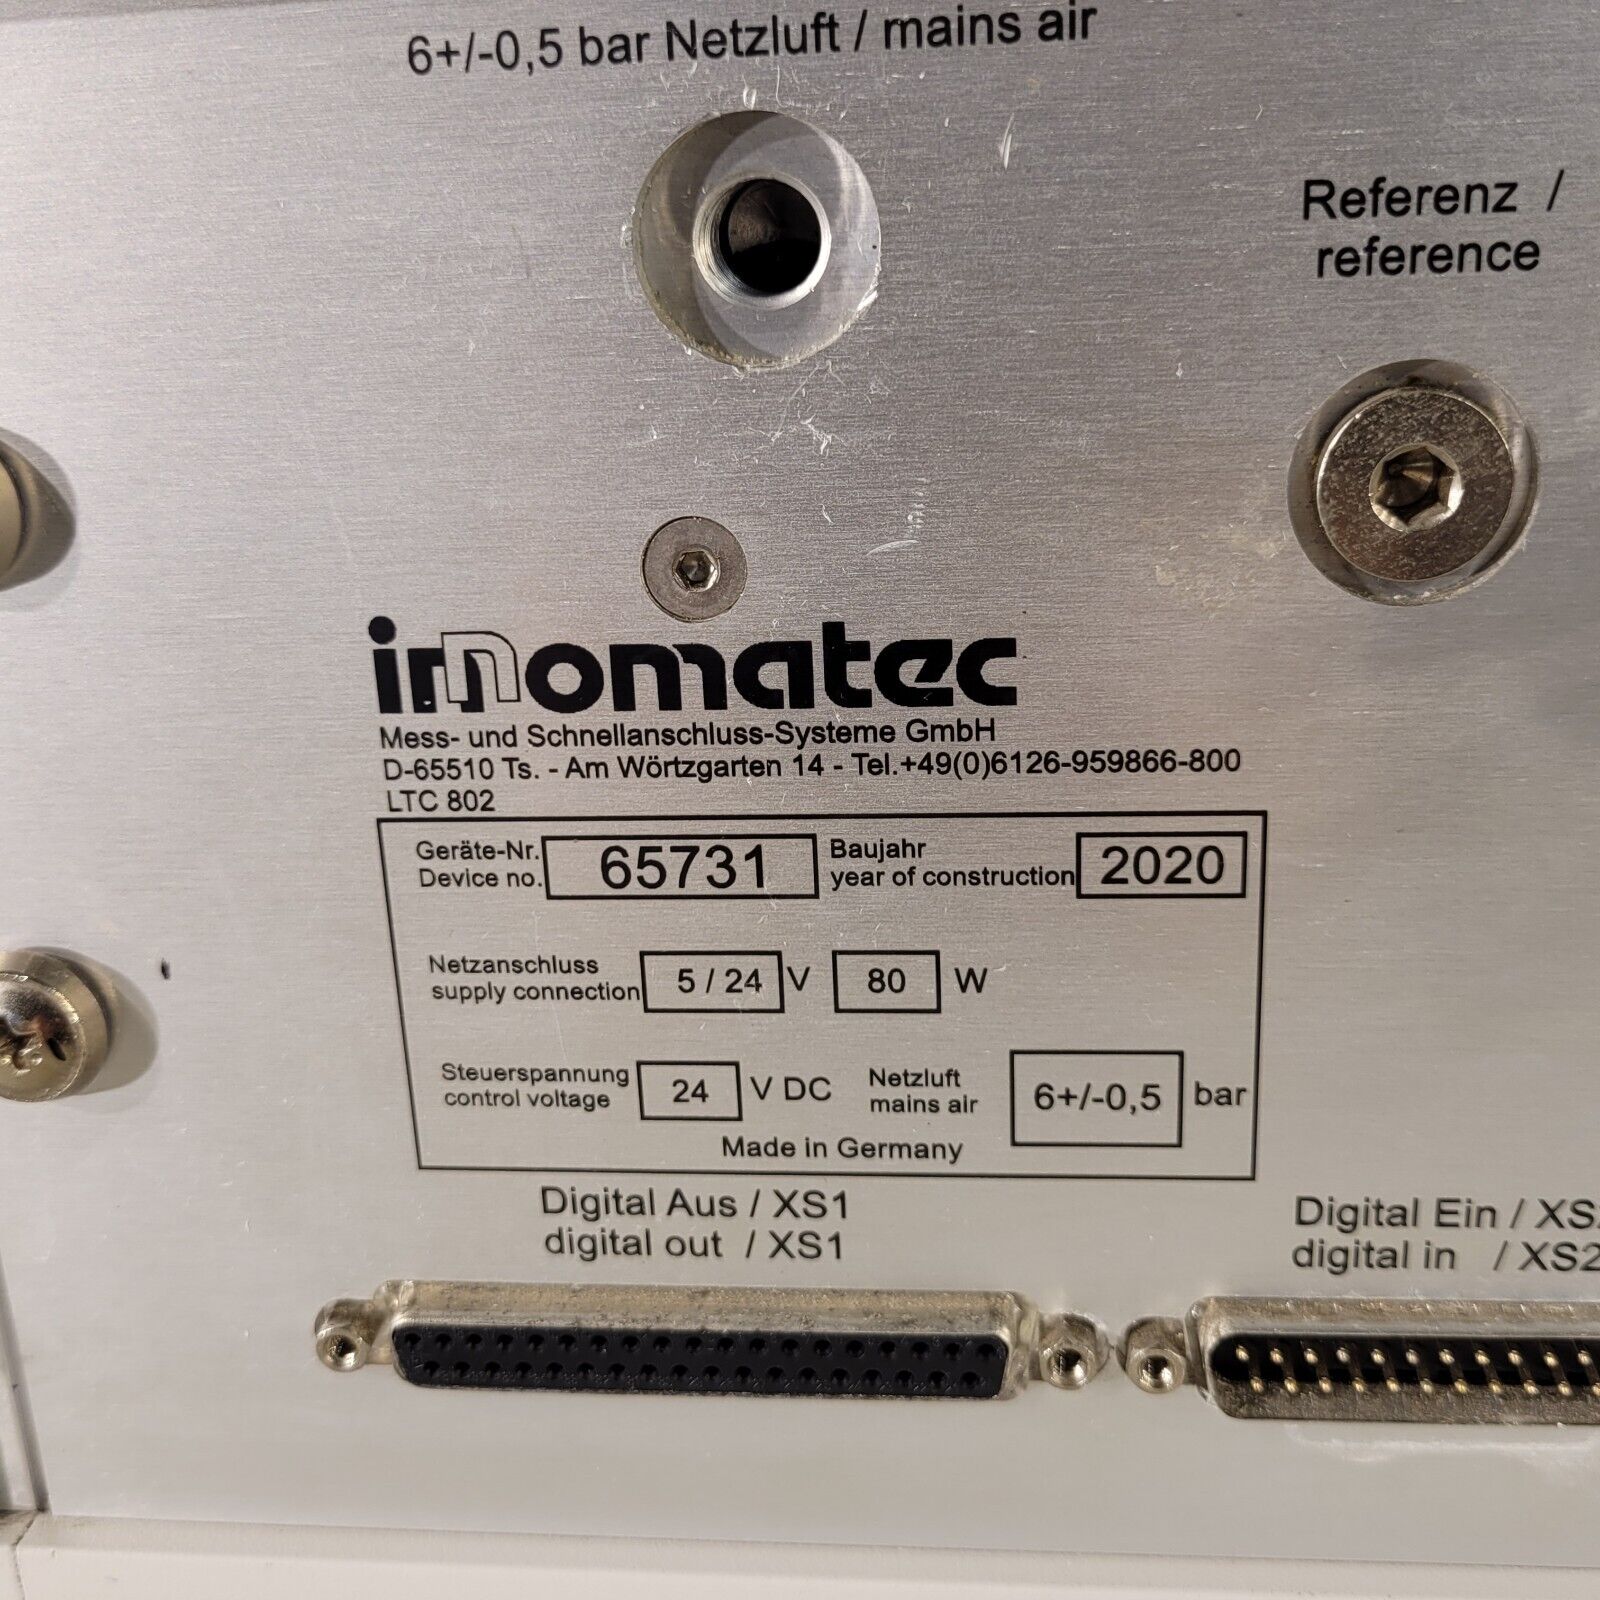 6+/-0,5 bar Netzluft / mains air
Referenz /
reference
innomatec
Mess- und Schnellanschluss-Systeme GmbH
D-65510 Ts. - Am Wörtzgarten 14 - Tel.+49(0)6126-959866-800
LTC 802
Geräte-Nr.
Device no.
65731
Baujahr
year of construction
2020
Netzanschluss
supply connection
5 / 24 V
80 W
Steuerspannung
control voltage
24 V DC
Netzluft
mains air
6+/-0,5 bar
Made in Germany
Digital Aus / XS1
digital out / XS1
Digital Ein / XS
digital in / XS2